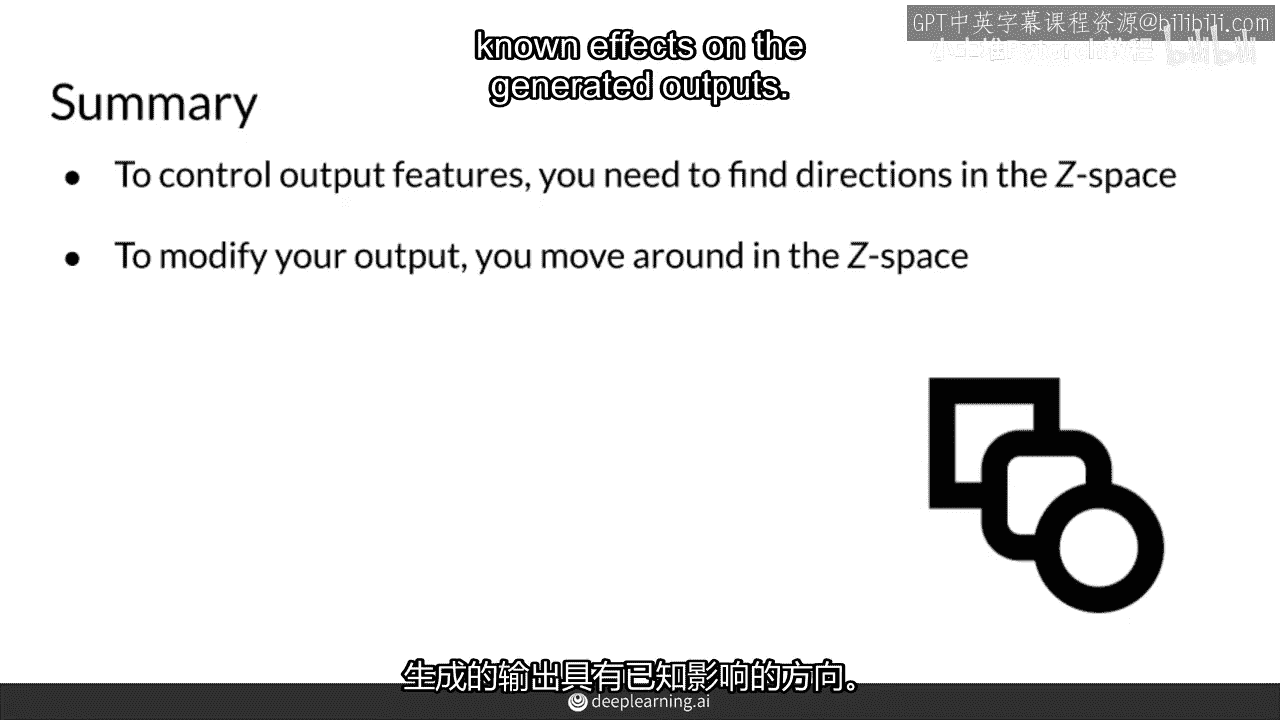 GPT中英字幕课程资源@bilibili.com
known effects on the
generated outputs.
Summary
● To control output features, you need to find directions in the Z-space
● To modify your output, you move around in the Z-space
生成的输出具有已知影响的方向。
deeplearning.ai